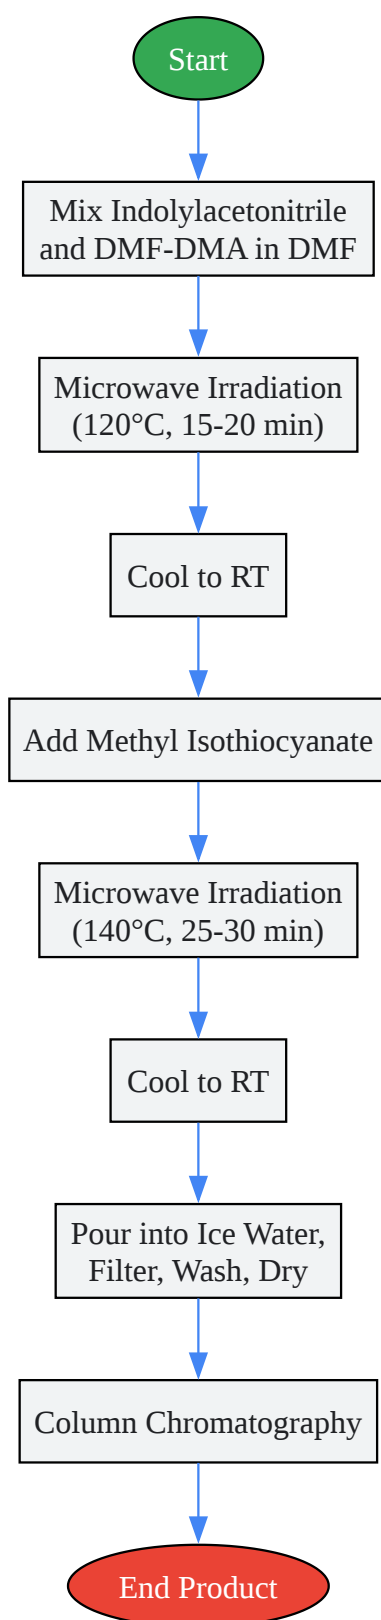 Start
Mix Indolylacetonitrile
and DMF-DMA in DMF
Microwave Irradiation
(120°C, 15-20 min)
Cool to RT
Add Methyl Isothiocyanate
Microwave Irradiation
(140°C, 25-30 min)
Cool to RT
Pour into Ice Water,
Filter, Wash, Dry
Column Chromatography
End Product